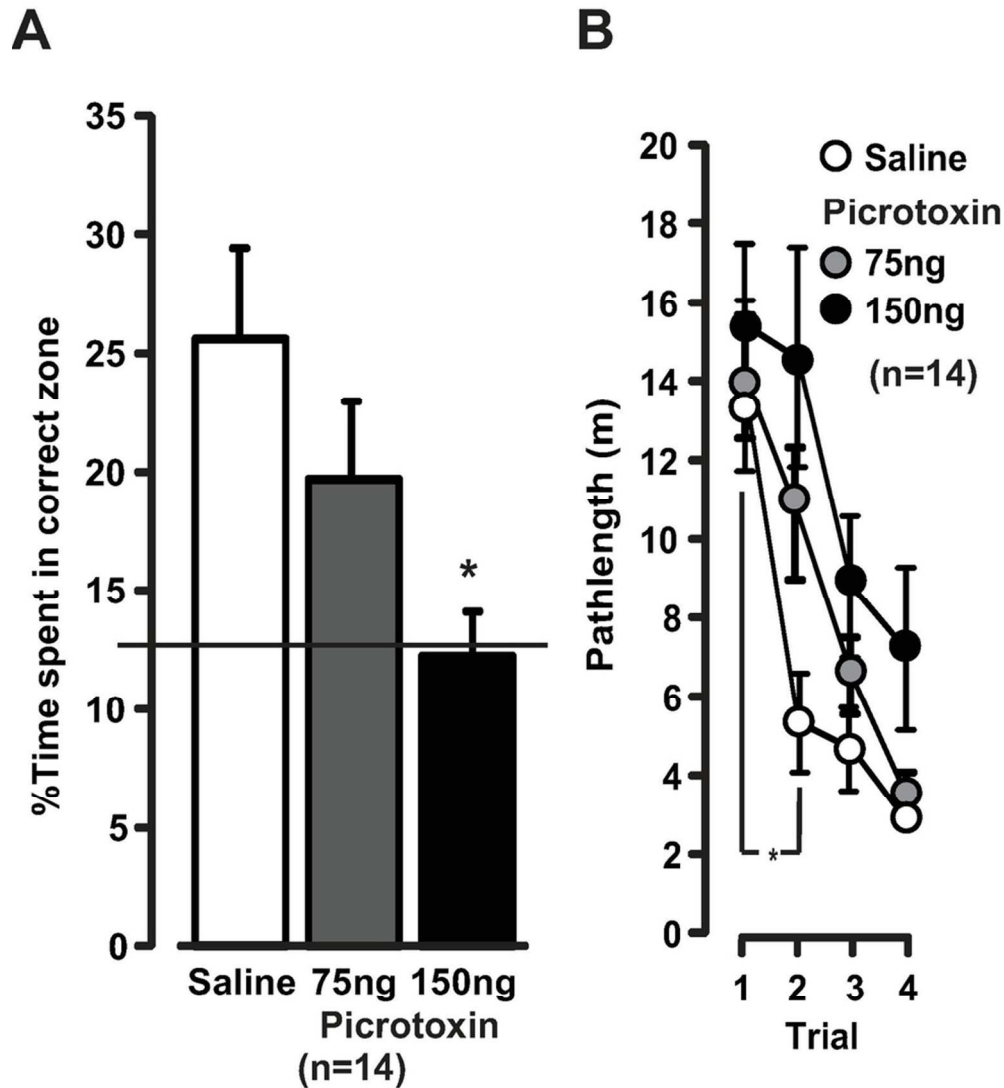 A
%Time spent in correct zone
35
30
25
20
15
10
5
0
*
Saline 75ng 150ng
Picrotoxin
(n=14)
B
Pathlength (m)
20
18
16
14
12
10
8
6
4
2
0
Saline
Picrotoxin
75ng
150ng
(n=14)
*
1 2 3 4
Trial